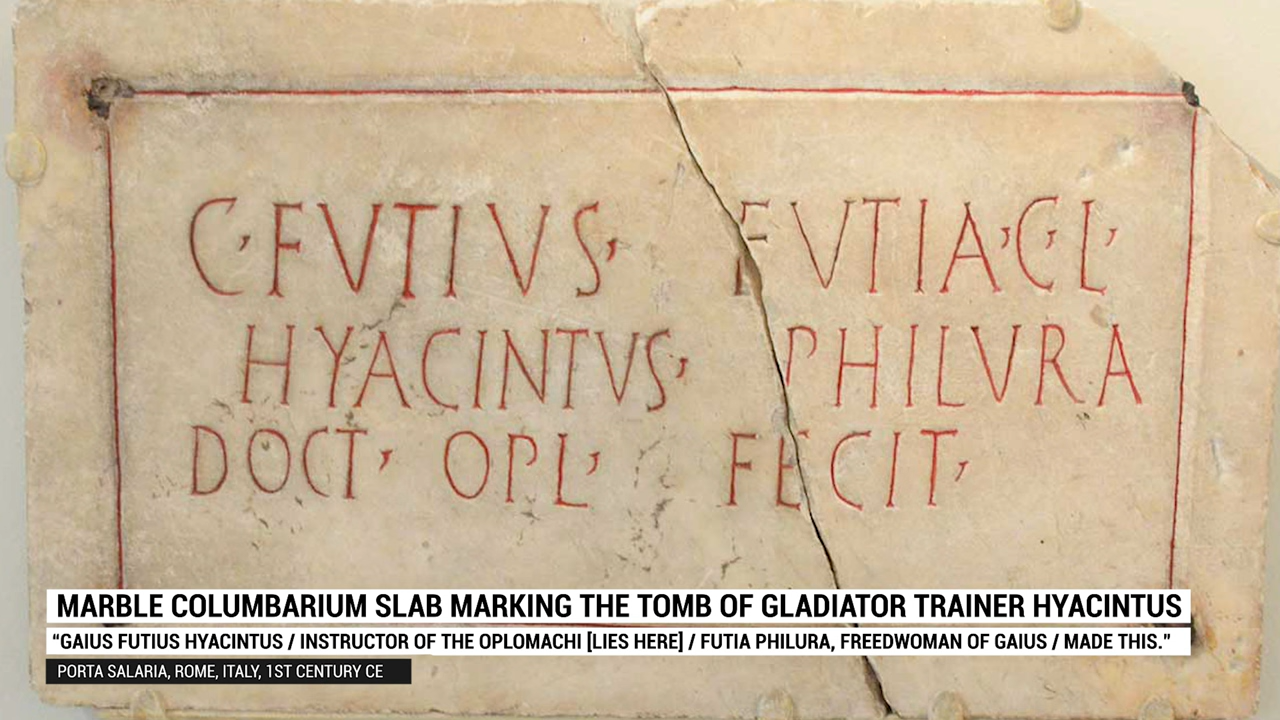 C·FVTIVS·
HYACINTVS·
DOCT· OPL·
FVTIA·C·L·
PHILVRA
FECIT·
MARBLE COLUMBARIUM SLAB MARKING THE TOMB OF GLADIATOR TRAINER HYACINTUS
“GAIUS FUTIUS HYACINTUS / INSTRUCTOR OF THE OPLOMACHI [LIES HERE] / FUTIA PHILURA, FREEDWOMAN OF GAIUS / MADE THIS.”
PORTA SALARIA, ROME, ITALY, 1ST CENTURY CE